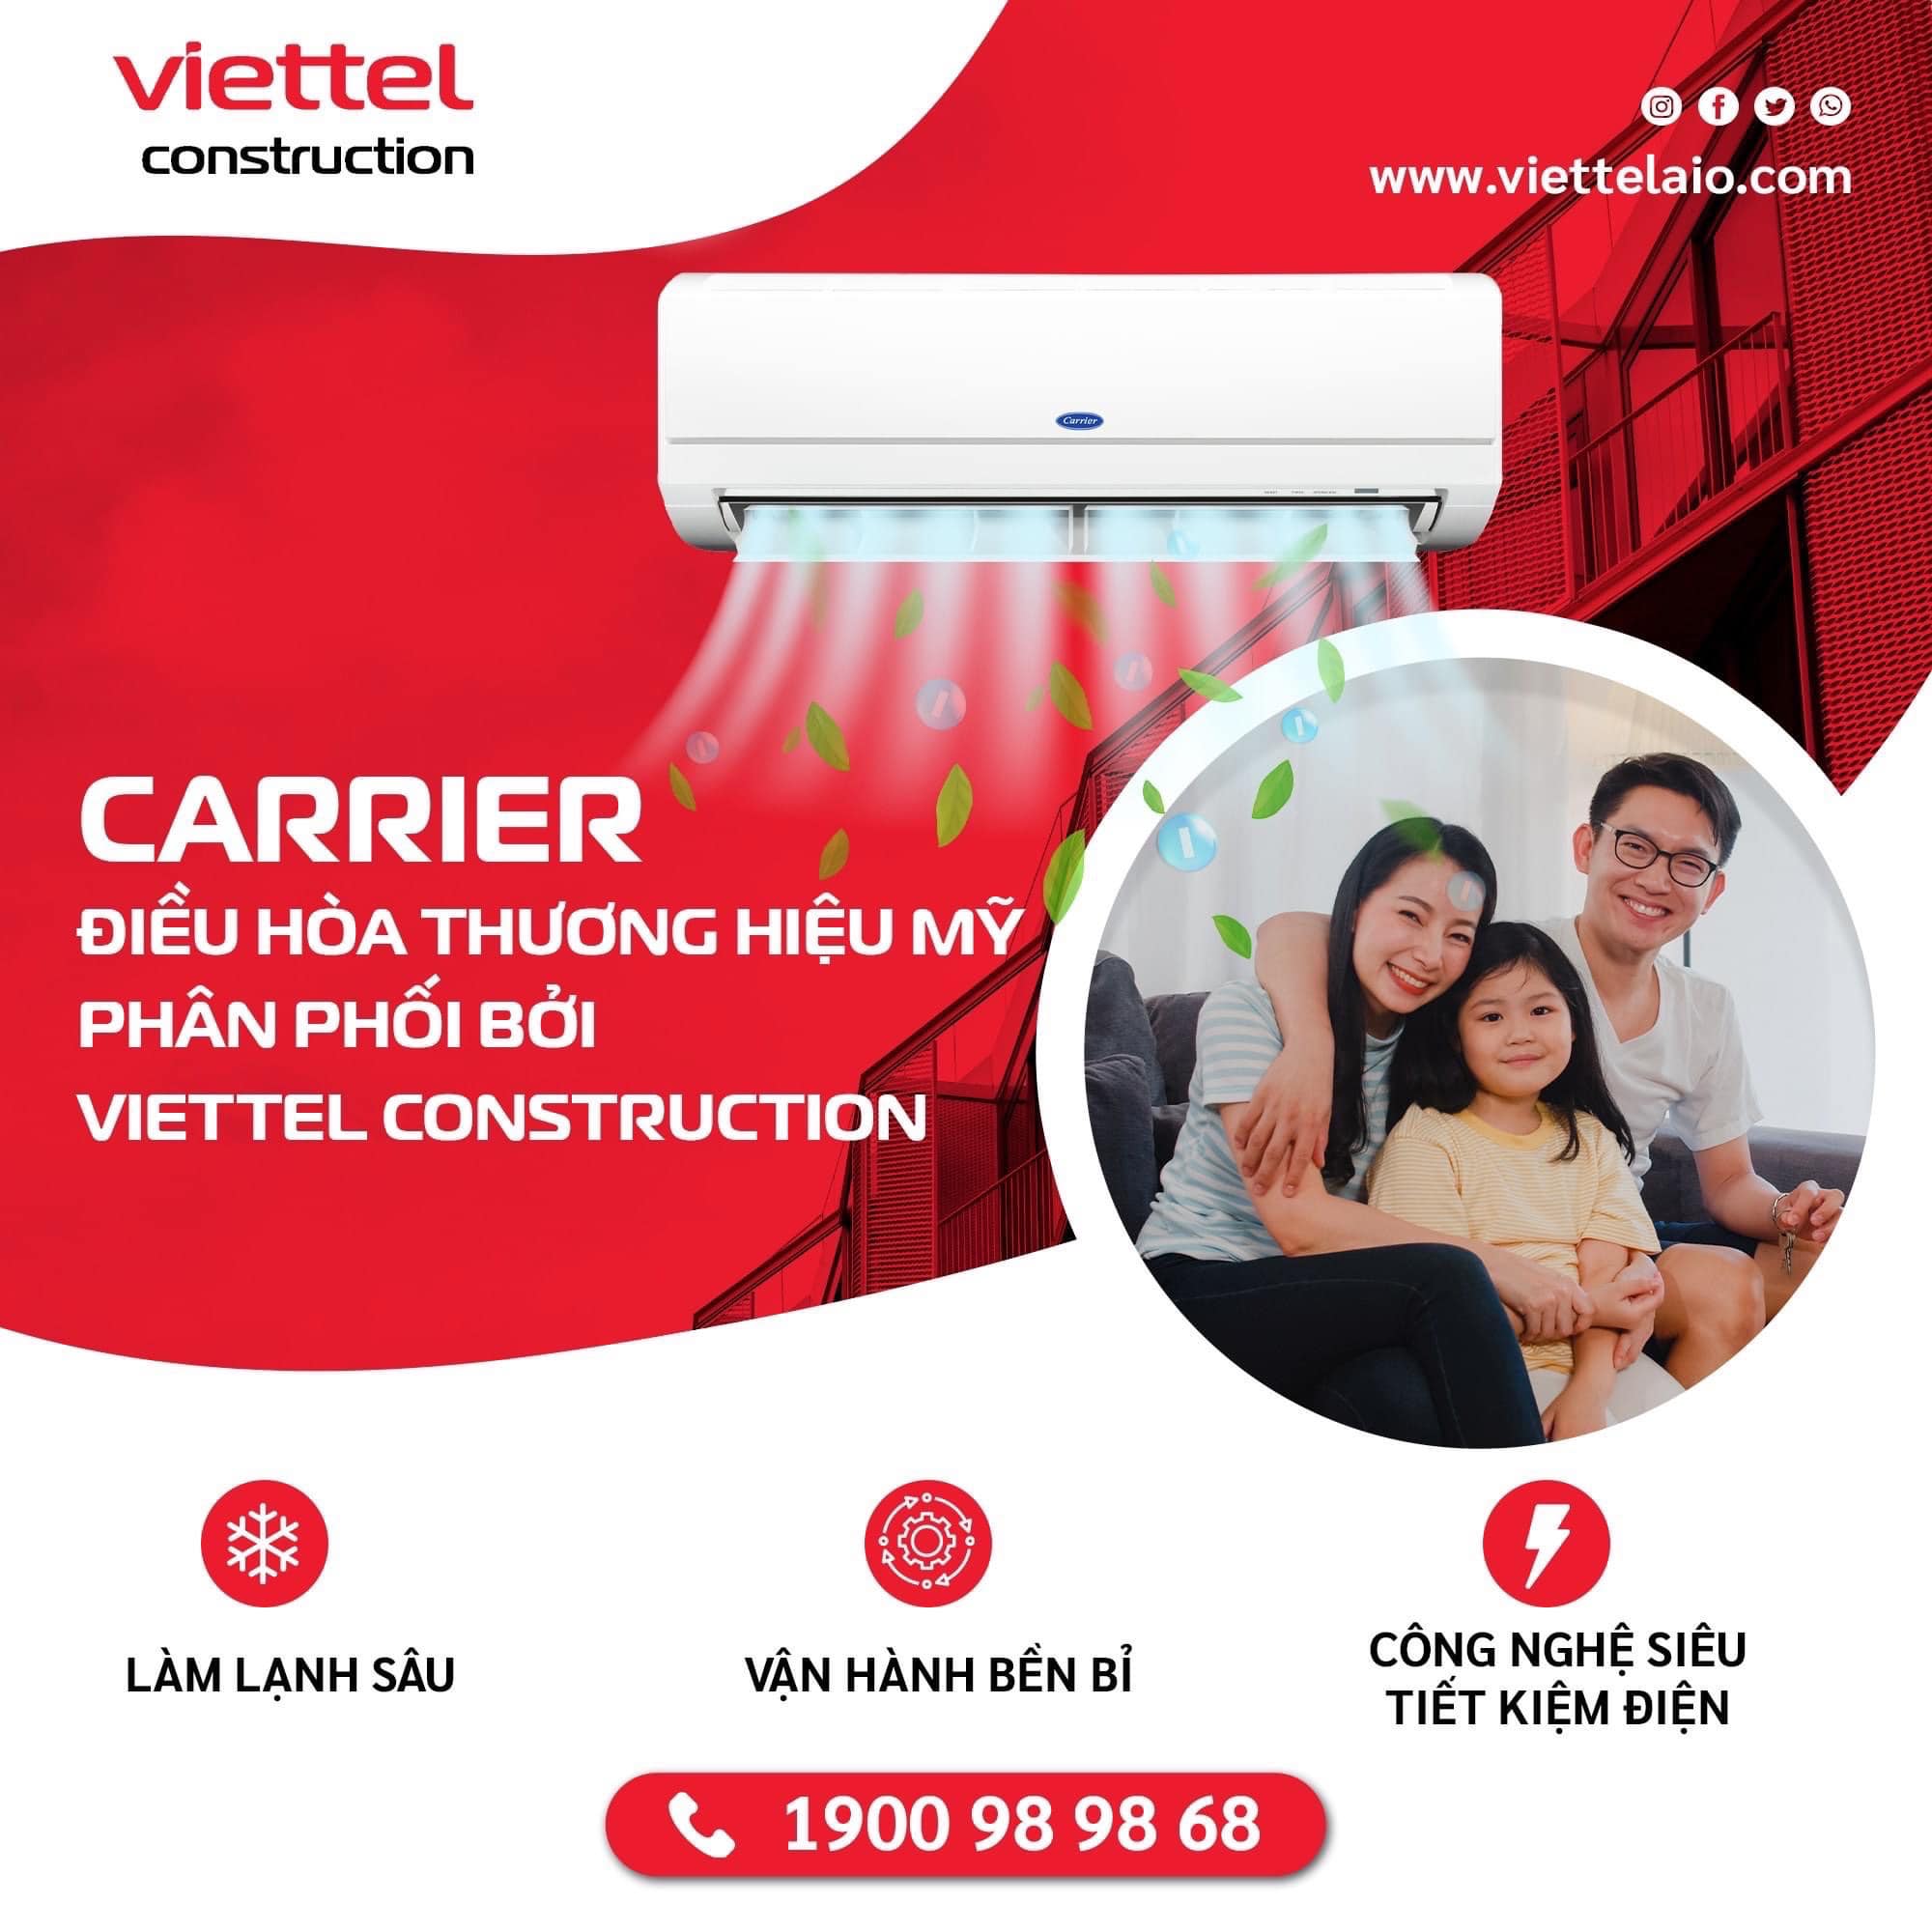 viettel
construction
www.viettelaio.com
Carrier
CARRIER
ĐIỀU HÒA THƯƠNG HIỆU MỸ
PHÂN PHỐI BỞI
VIETTEL CONSTRUCTION
LÀM LẠNH SÂU
VẬN HÀNH BỀN BỈ
CÔNG NGHỆ SIÊU
TIẾT KIỆM ĐIỆN
1900 98 98 68